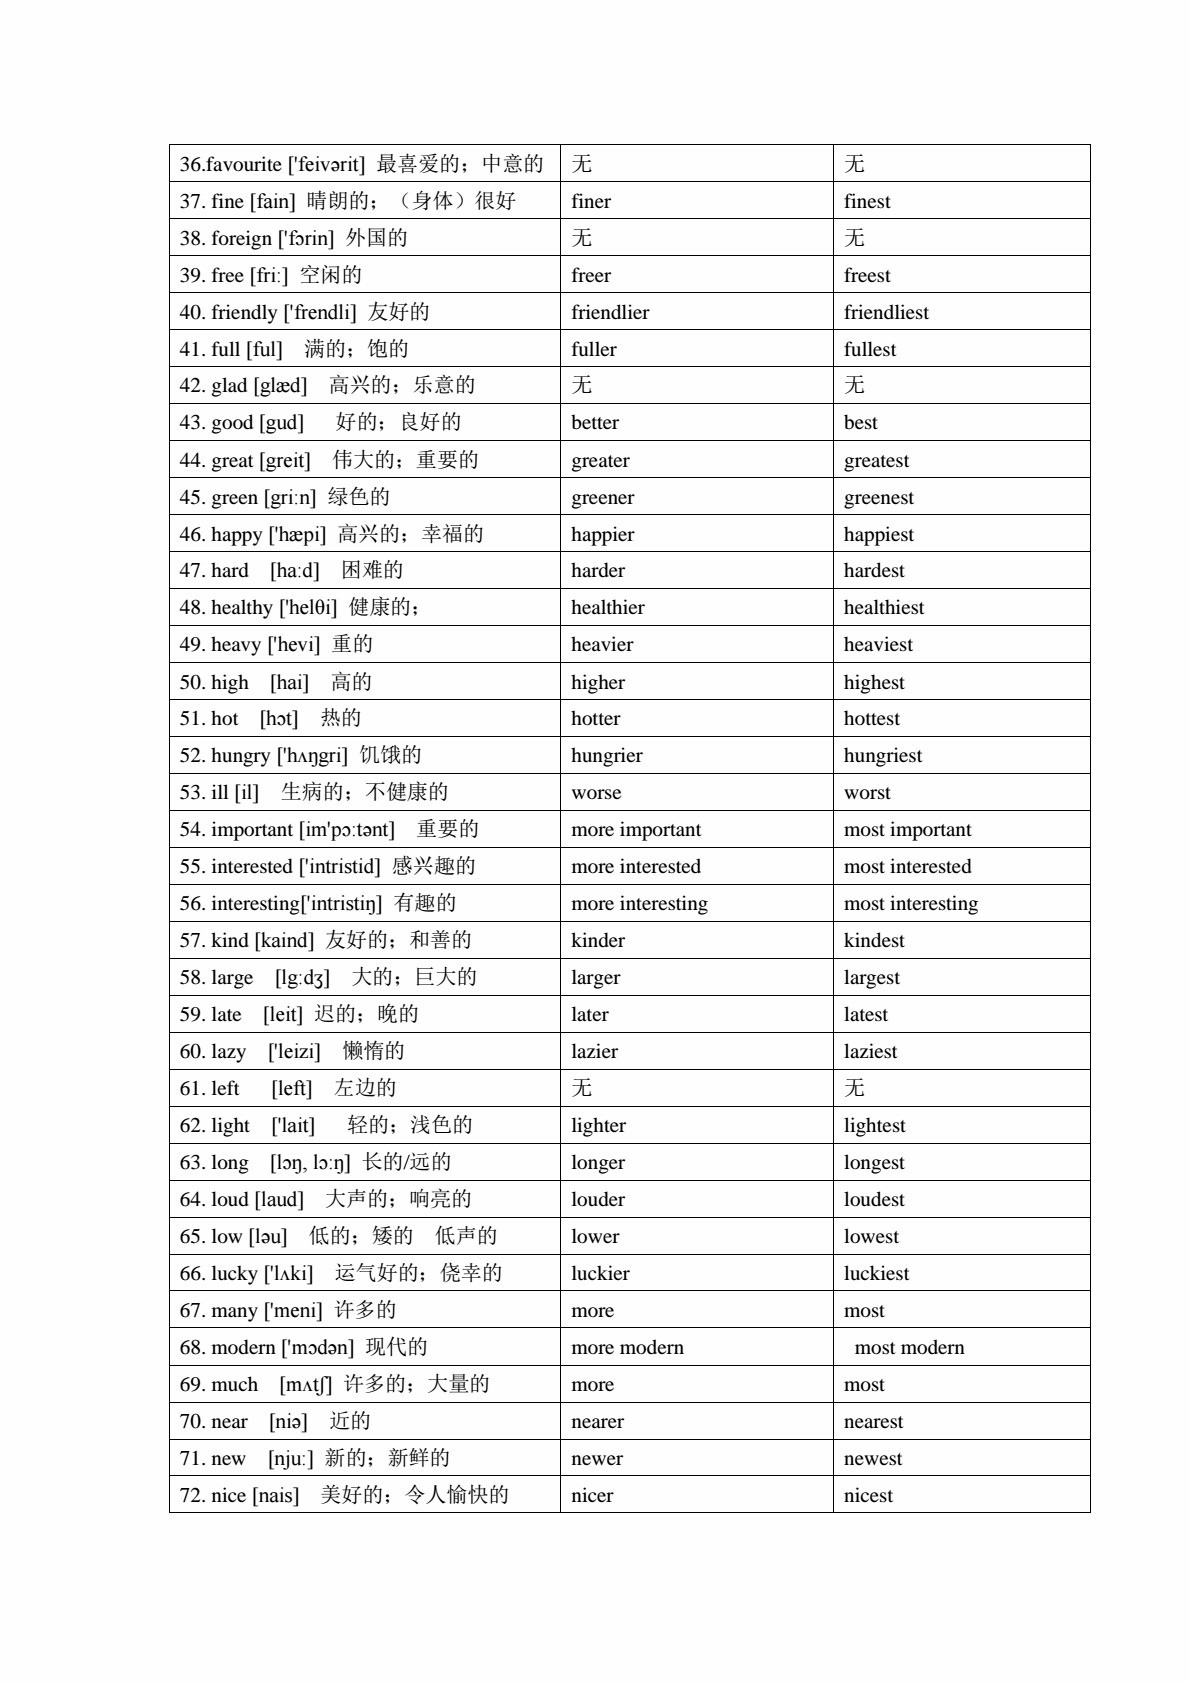 36.favourite ['feivərit] 最喜爱的；中意的 无 无
37. fine [fain] 晴朗的；（身体）很好 finer finest
38. foreign ['fɔrin] 外国的 无 无
39. free [fri:] 空闲的 freer freest
40. friendly ['frendli] 友好的 friendlier friendliest
41. full [ful] 满的；饱的 fuller fullest
42. glad [glæd] 高兴的；乐意的 无 无
43. good [gud] 好的；良好的 better best
44. great [greit] 伟大的；重要的 greater greatest
45. green [gri:n] 绿色的 greener greenest
46. happy ['hæpi] 高兴的；幸福的 happier happiest
47. hard [ha:d] 困难的 harder hardest
48. healthy ['helθi] 健康的； healthier healthiest
49. heavy ['hevi] 重的 heavier heaviest
50. high [hai] 高的 higher highest
51. hot [hɔt] 热的 hotter hottest
52. hungry ['hʌŋgri] 饥饿的 hungrier hungriest
53. ill [il] 生病的；不健康的 worse worst
54. important [im'pɔ:tənt] 重要的 more important most important
55. interested ['intristid] 感兴趣的 more interested most interested
56. interesting['intristiŋ] 有趣的 more interesting most interesting
57. kind [kaind] 友好的；和善的 kinder kindest
58. large [lg:dʒ] 大的；巨大的 larger largest
59. late [leit] 迟的；晚的 later latest
60. lazy ['leizi] 懒惰的 lazier laziest
61. left [left] 左边的 无 无
62. light ['lait] 轻的；浅色的 lighter lightest
63. long [lɔŋ, lɔ:ŋ] 长的/远的 longer longest
64. loud [laud] 大声的；响亮的 louder loudest
65. low [ləu] 低的；矮的 低声的 lower lowest
66. lucky ['lʌki] 运气好的；侥幸的 luckier luckiest
67. many ['meni] 许多的 more most
68. modern ['mɔdən] 现代的 more modern most modern
69. much [mʌtʃ] 许多的；大量的 more most
70. near [niə] 近的 nearer nearest
71. new [nju:] 新的；新鲜的 newer newest
72. nice [nais] 美好的；令人愉快的 nicer nicest